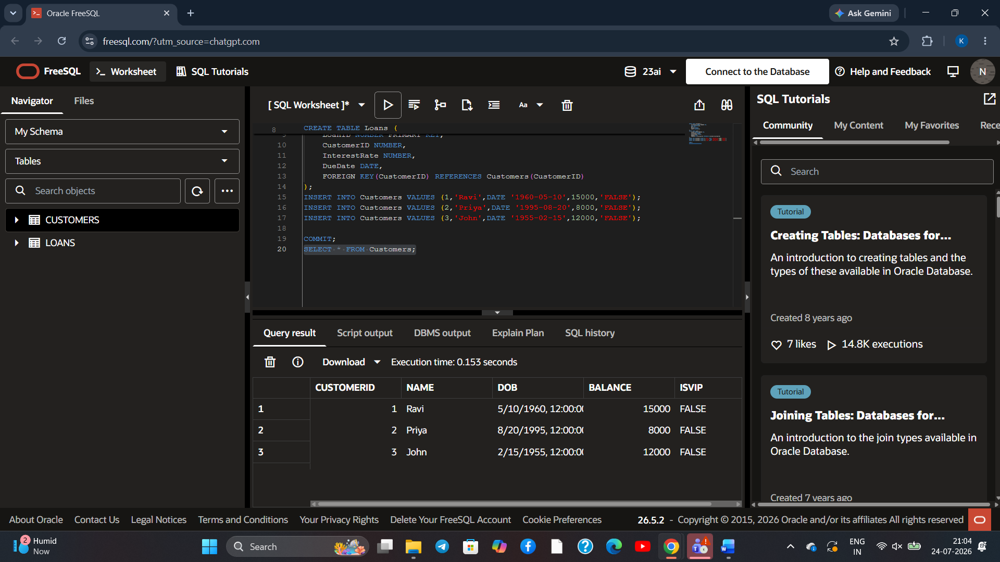 Oracle FreeSQL
Ask Gemini
freesql.com/?utm_source=chatgpt.com
K
FreeSQL
Worksheet
SQL Tutorials
23ai
Connect to the Database
Help and Feedback
N
Navigator
Files
My Schema
Tables
Search objects
CUSTOMERS
LOANS
[ SQL Worksheet ]*
Aa
8 CREATE TABLE Loans (
9 LoanID NUMBER PRIMARY KEY,
10 CustomerID NUMBER,
11 InterestRate NUMBER,
12 DueDate DATE,
13 FOREIGN KEY(CustomerID) REFERENCES Customers(CustomerID)
14 );
15 INSERT INTO Customers VALUES (1,'Ravi',DATE '1960-05-10',15000,'FALSE');
16 INSERT INTO Customers VALUES (2,'Priya',DATE '1995-08-20',8000,'FALSE');
17 INSERT INTO Customers VALUES (3,'John',DATE '1955-02-15',12000,'FALSE');
18
19 COMMIT;
20 SELECT * FROM Customers;
Query result
Script output
DBMS output
Explain Plan
SQL history
Download
Execution time: 0.153 seconds
CUSTOMERID NAME DOB BALANCE ISVIP
1 1 Ravi 5/10/1960, 12:00:00 15000 FALSE
2 2 Priya 8/20/1995, 12:00:00 8000 FALSE
3 3 John 2/15/1955, 12:00:00 12000 FALSE
SQL Tutorials
Community
My Content
My Favorites
Rece
Search
Tutorial
Creating Tables: Databases for...
An introduction to creating tables and the
types of these available in Oracle Database.
Created 8 years ago
7 likes
14.8K executions
Tutorial
Joining Tables: Databases for...
An introduction to the join types available in
Oracle Database.
Created 7 years ago
About Oracle
Contact Us
Legal Notices
Terms and Conditions
Your Privacy Rights
Delete Your FreeSQL Account
Cookie Preferences
26.5.2 - Copyright © 2015, 2026 Oracle and/or its affiliates All rights reserved
2
Humid
Now
Search
ENG
IN
21:04
24-07-2026